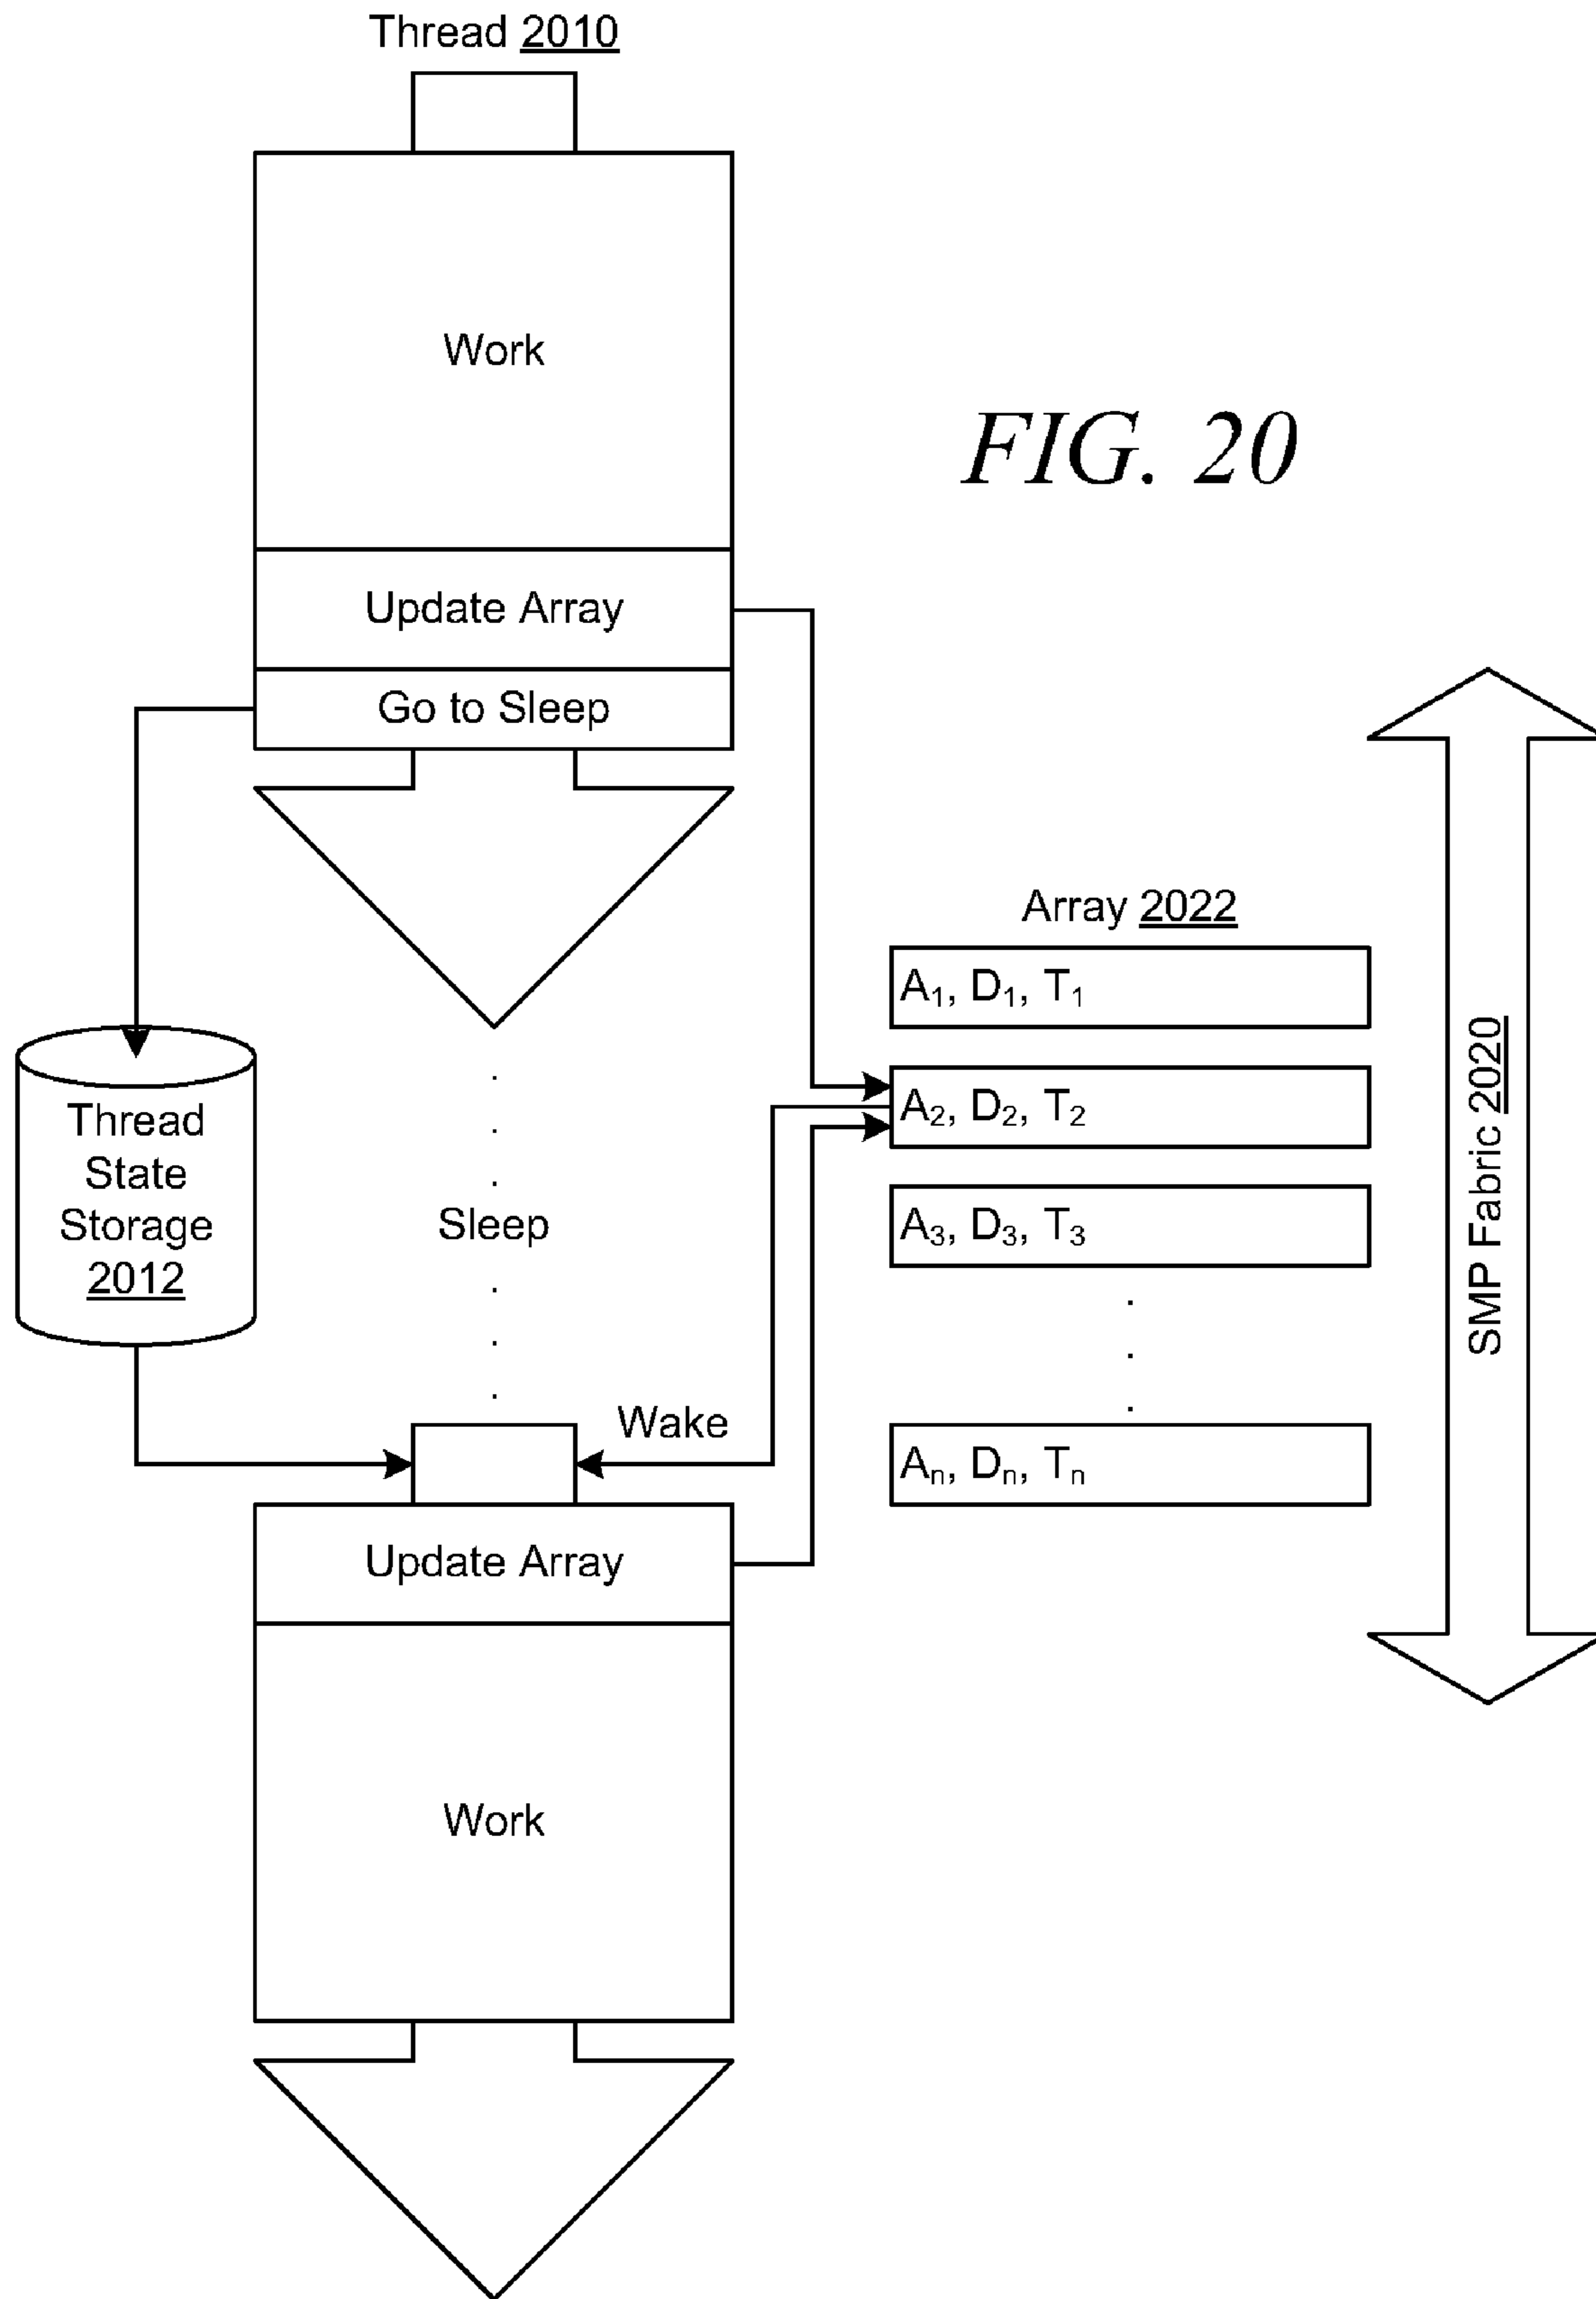 Thread 2010
Work
FIG. 20
Update Array
Go to Sleep
Array 2022
A₁, D₁, T₁
A₂, D₂, T₂
A₃, D₃, T₃
.
.
.
Aₙ, Dₙ, Tₙ
SMP Fabric 2020
Thread
State
Storage
2012
.
.
.
Sleep
.
.
.
Wake
Update Array
Work